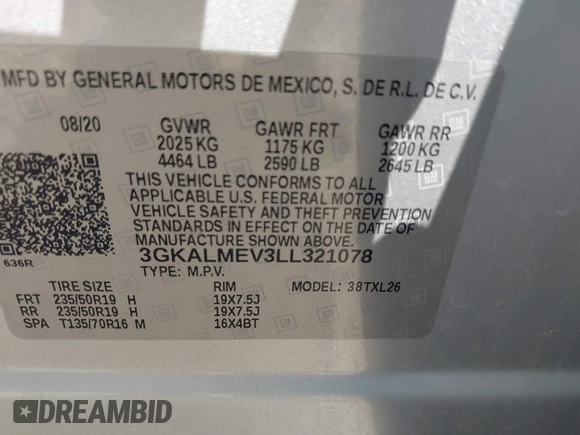 MFD BY GENERAL MOTORS DE MEXICO, S. DE R.L. DE C.V.
08/20 GVWR GAWR FRT GAWR RR
2025 KG 1175 KG 1200 KG
4464 LB 2590 LB 2645 LB
THIS VEHICLE CONFORMS TO ALL
APPLICABLE U.S. FEDERAL MOTOR
VEHICLE SAFETY AND THEFT PREVENTION
STANDARDS IN EFFECT ON THE DATE OF
MANUFACTURE SHOWN ABOVE.
636R 3GKALMEV3LL321078
TYPE: M.P.V.
TIRE SIZE RIM MODEL: 38TXL26
FRT 235/50R19 H 19X7.5J
RR 235/50R19 H 19X7.5J
SPA T135/70R16 M 16X4BT
DREAMBID